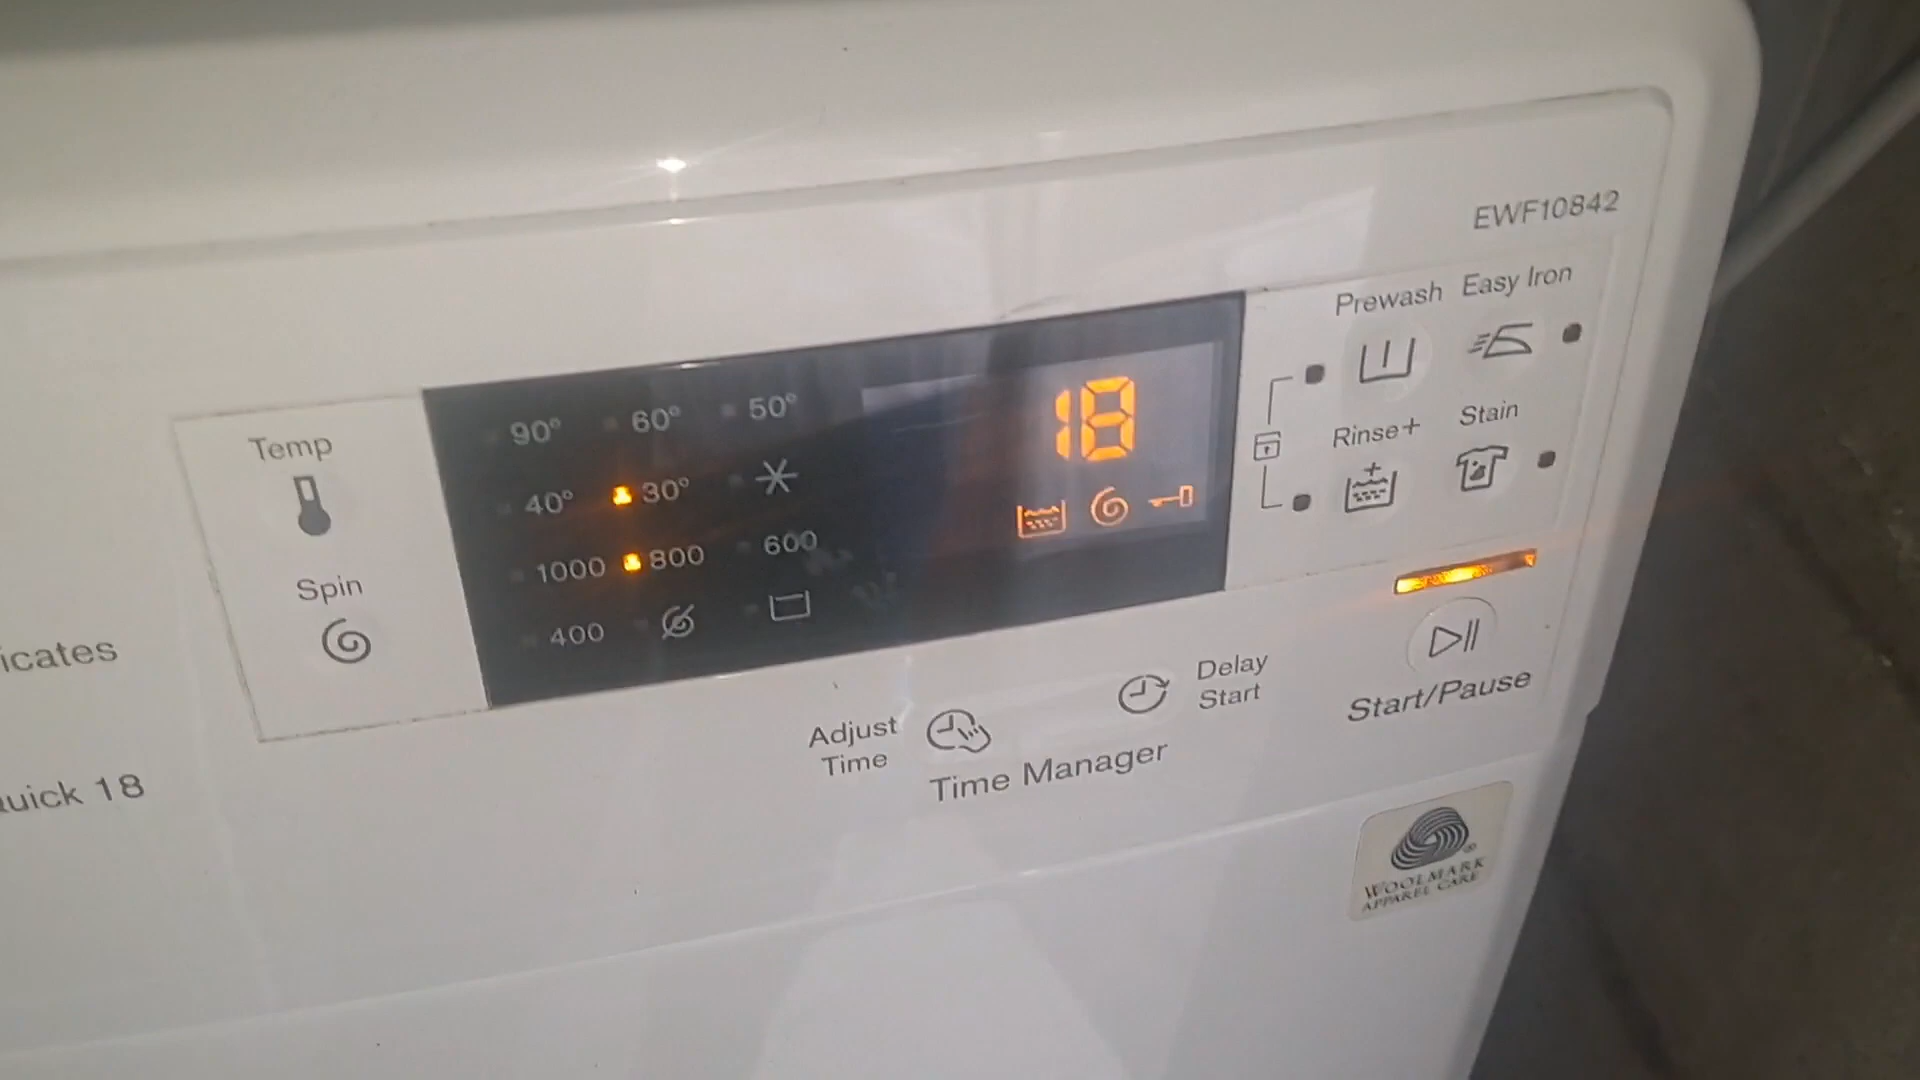 EWF10842
Prewash
Easy Iron
Temp
90°
60°
50°
18
Rinse+
Stain
40°
30°
Spin
1000
800
600
400
icates
Delay
Start
Adjust
Time
Time Manager
Start/Pause
uick 18
WOOLMARK
APPAREL CARE